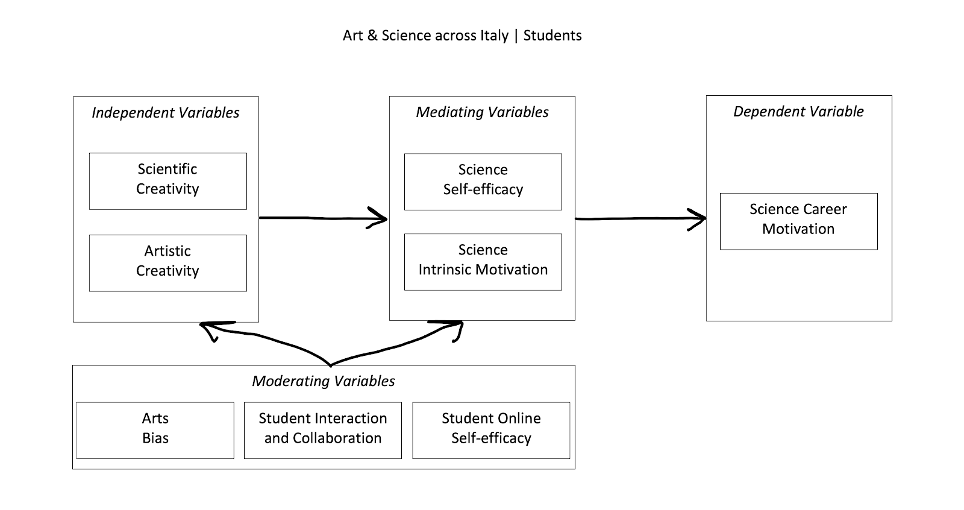 Art & Science across Italy | Students
Independent Variables
Scientific
Creativity
Artistic
Creativity
Mediating Variables
Science
Self-efficacy
Science
Intrinsic Motivation
Dependent Variable
Science Career
Motivation
Moderating Variables
Arts
Bias
Student Interaction
and Collaboration
Student Online
Self-efficacy